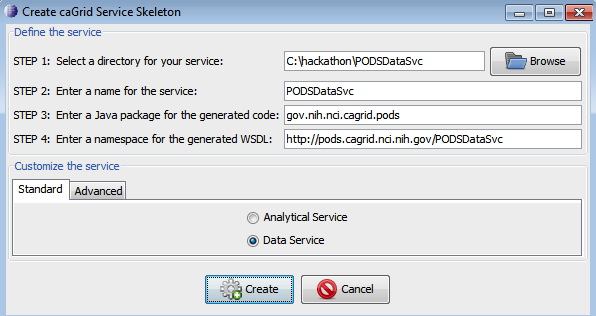 Create caGrid Service Skeleton
Define the service
STEP 1: Select a directory for your service: C:\hackathon\PODSDataSvc Browse
STEP 2: Enter a name for the service: PODSDataSvc
STEP 3: Enter a Java package for the generated code: gov.nih.nci.cagrid.pods
STEP 4: Enter a namespace for the generated WSDL: http://pods.cagrid.nci.nih.gov/PODSDataSvc
Customize the service
Standard Advanced
Analytical Service
Data Service
Create Cancel